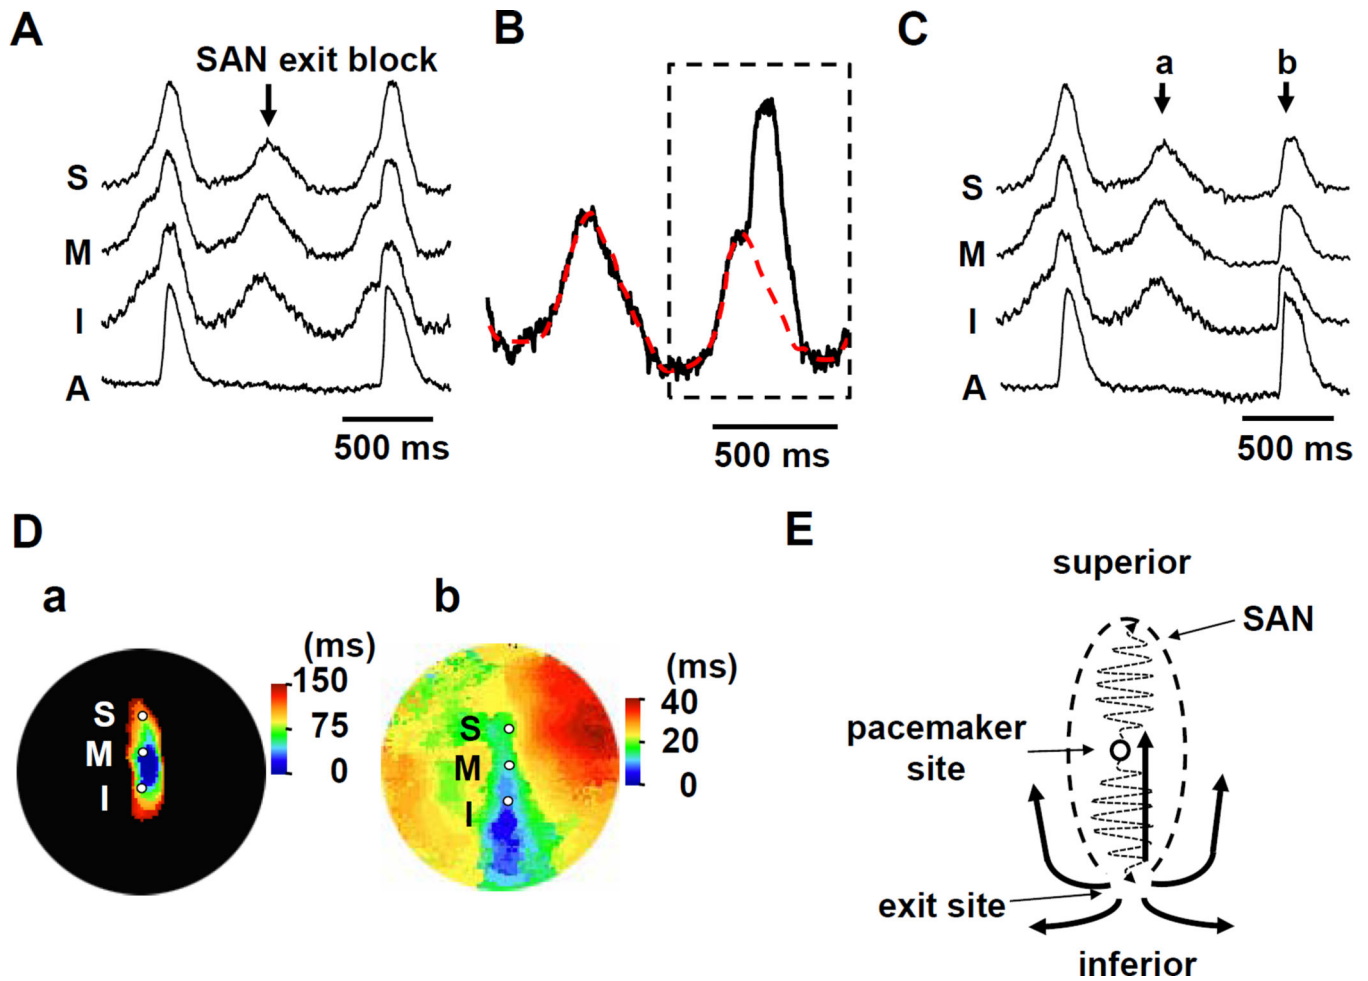 A
SAN exit block
S
M
I
A
500 ms
B
500 ms
C
a
b
S
M
I
A
500 ms
D
a
(ms)
150
75
0
S
M
I
b
(ms)
40
20
0
S
M
I
E
superior
SAN
pacemaker
site
exit site
inferior